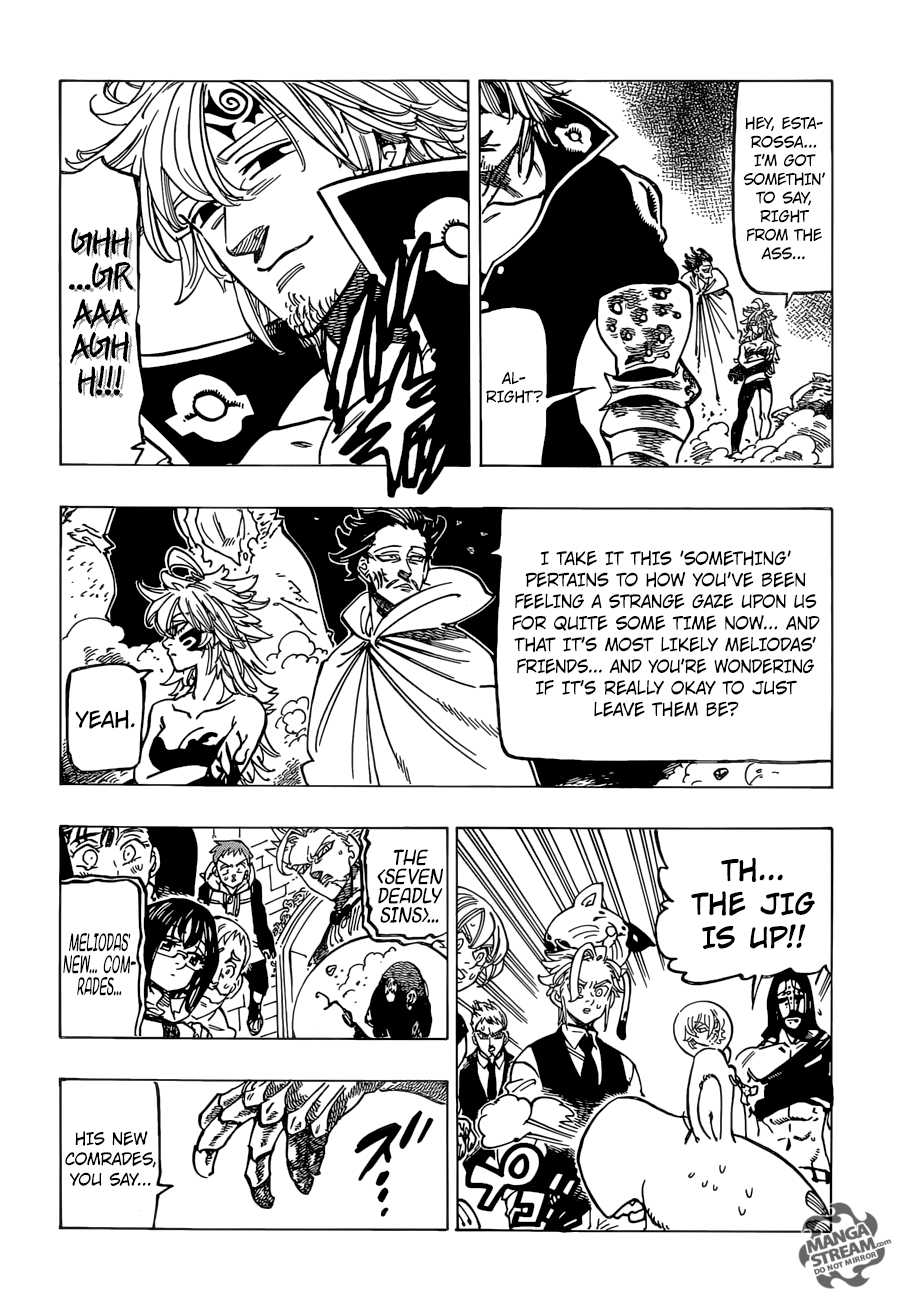 HEY, ESTA-
ROSSA...
I'M GOT
SOMETHIN'
TO SAY,
RIGHT
FROM THE
ASS...
AL-
RIGHT?
GHH
...GR
AAA
AGH
H!!!
I TAKE IT THIS 'SOMETHING'
PERTAINS TO HOW YOU'VE BEEN
FEELING A STRANGE GAZE UPON US
FOR QUITE SOME TIME NOW... AND
THAT IT'S MOST LIKELY MELIODAS'
FRIENDS... AND YOU'RE WONDERING
IF IT'S REALLY OKAY TO JUST
LEAVE THEM BE?
YEAH.
TH...
THE JIG
IS UP!!
プゴッ!!
THE
<SEVEN
DEADLY
SINS>...
MELIODAS'
NEW... COM-
RADES...
ズ...
HIS NEW
COMRADES,
YOU SAY...
MANGA
STREAM.com
DO NOT MIRROR